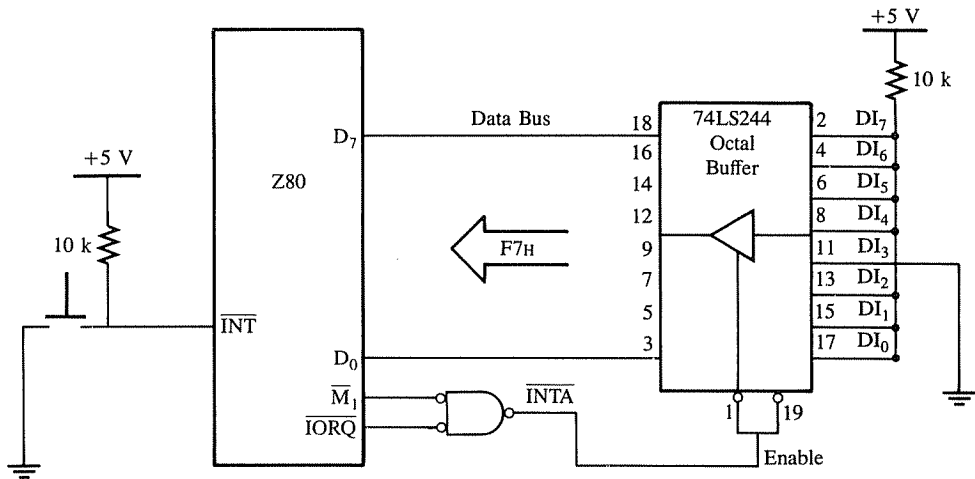 +5 V
10 k
Data Bus
18
74LS244
2
DI7
D7
16
Octal
4
DI6
+5 V
Buffer
Z80
14
6
DI5
12
8
DI4
10 k
F7H
9
11
DI3
7
13
DI2
5
15
DI1
INT
3
17
DI0
D0
M1
INTA
IORQ
1
19
Enable